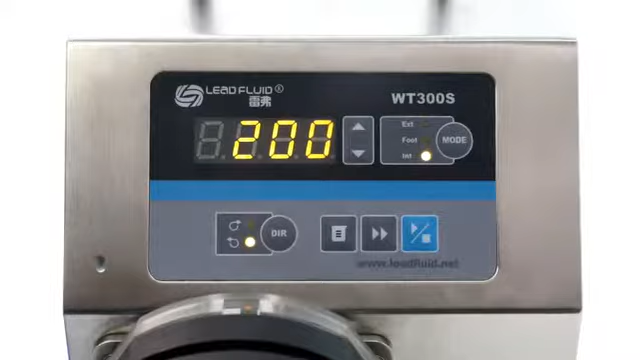 LEADFLUID®
雷弗
WT300S
200
Ext
Foot
Int
MODE
DIR
www.leadfluid.net